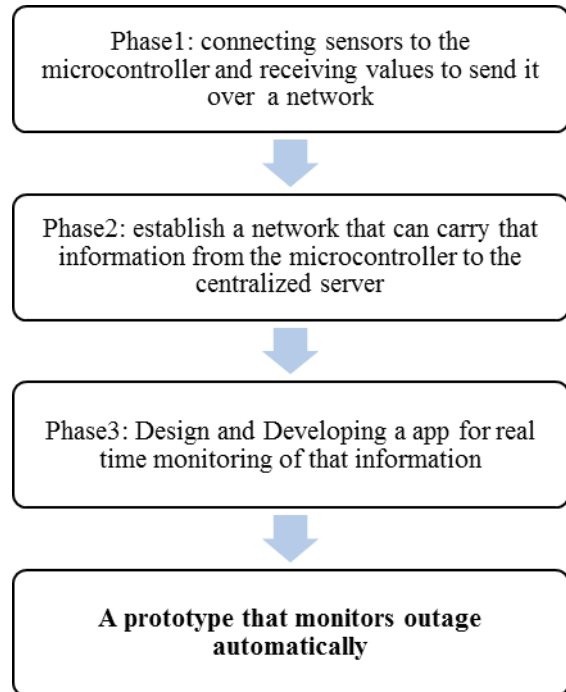 Phase1: connecting sensors to the
microcontroller and receiving values to send it
over a network
Phase2: establish a network that can carry that
information from the microcontroller to the
centralized server
Phase3: Design and Developing a app for real
time monitoring of that information
A prototype that monitors outage
automatically